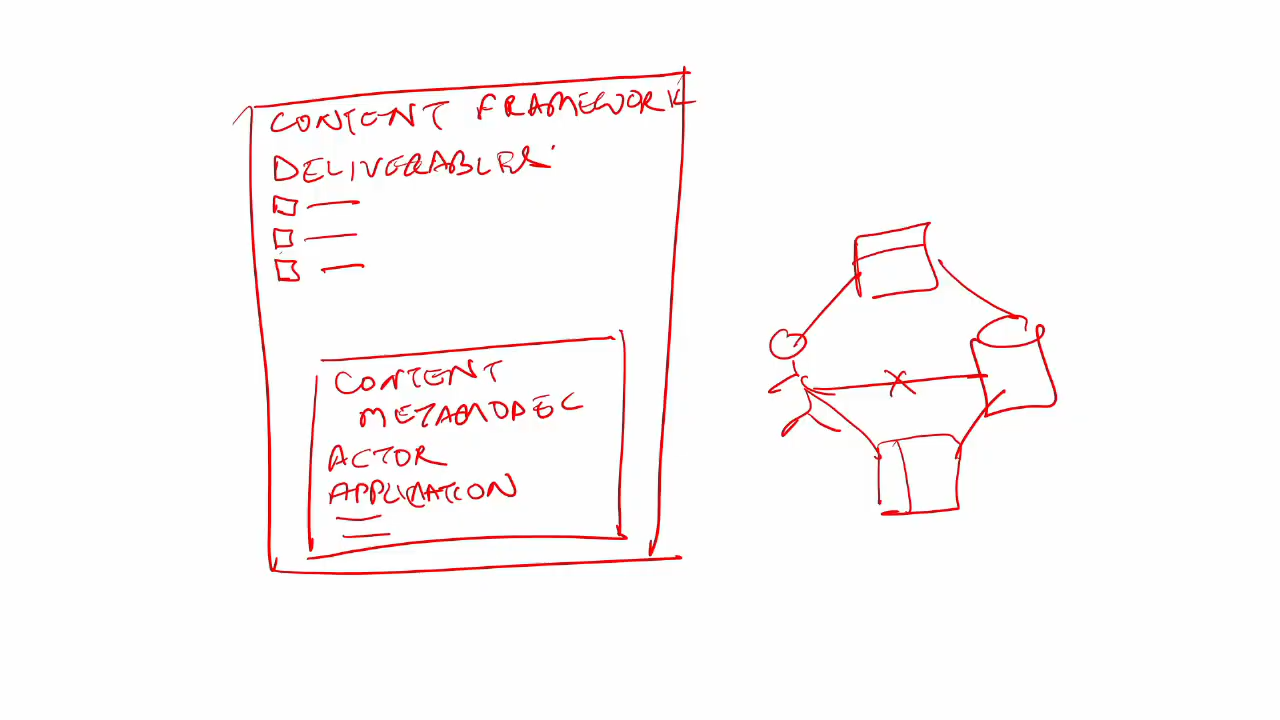 CONTENT FRAMEWORK
DELIVERABLES
CONTENT
METAMODEL
ACTOR
APPLICATION